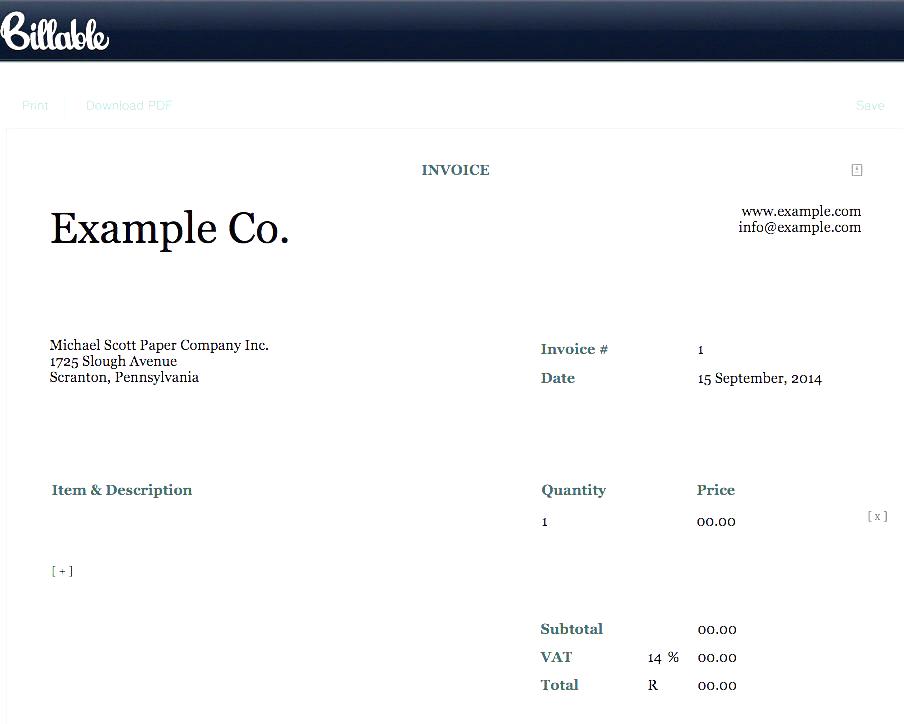 Billable
Print Download PDF Save
INVOICE
Example Co.
www.example.com
info@example.com
Michael Scott Paper Company Inc.
1725 Slough Avenue
Scranton, Pennsylvania
Invoice # 1
Date 15 September, 2014
Item & Description Quantity Price
1 00.00 [ x ]
[ + ]
Subtotal 00.00
VAT 14 % 00.00
Total R 00.00